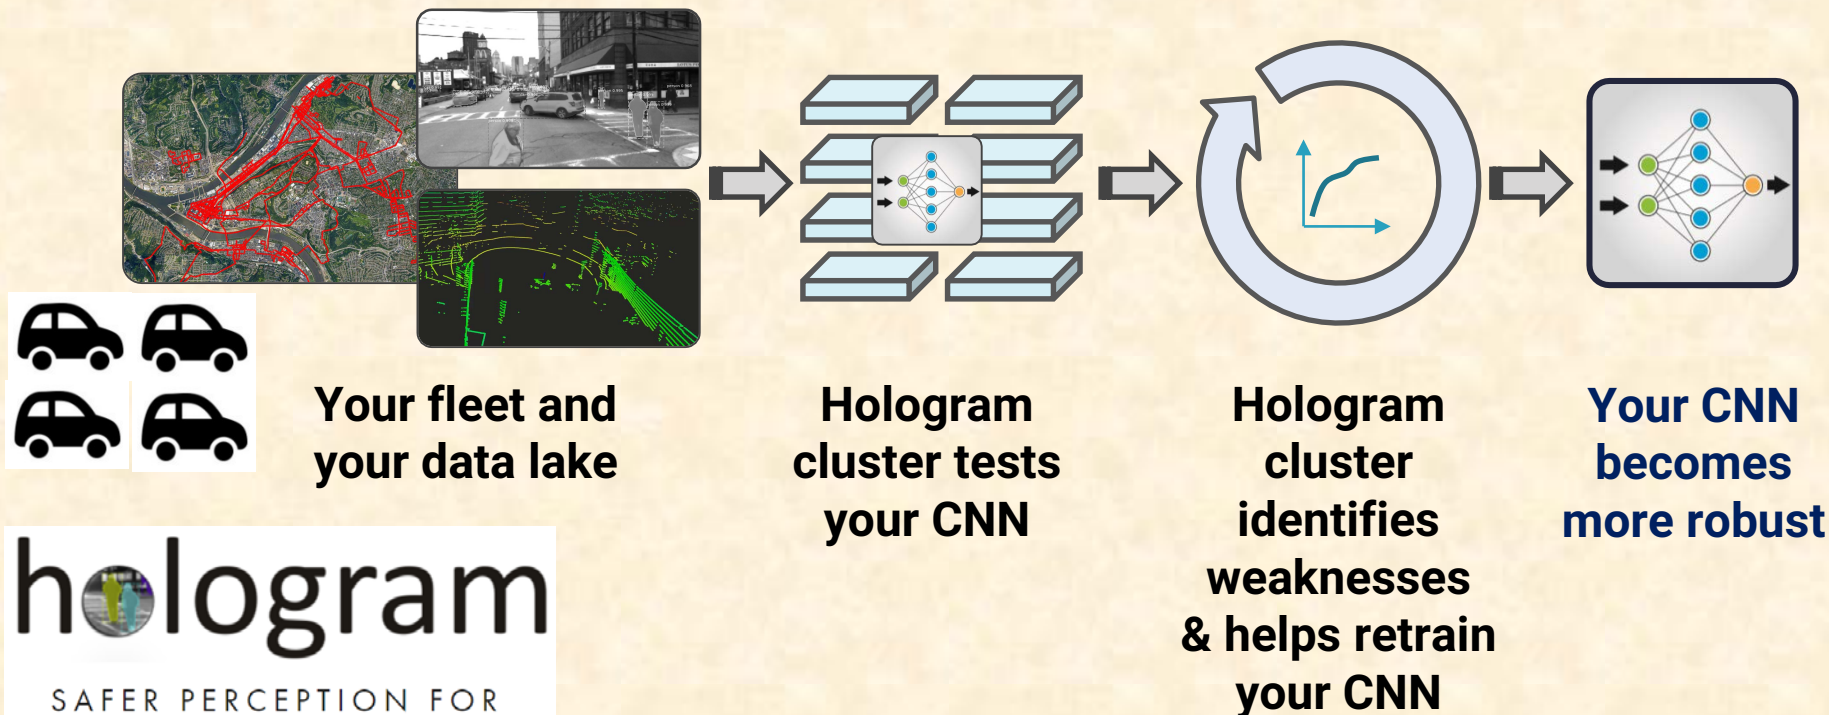 Your fleet and
your data lake
Hologram
cluster tests
your CNN
Hologram
cluster
identifies
weaknesses
& helps retrain
your CNN
Your CNN
becomes
more robust
hologram
SAFER PERCEPTION FOR